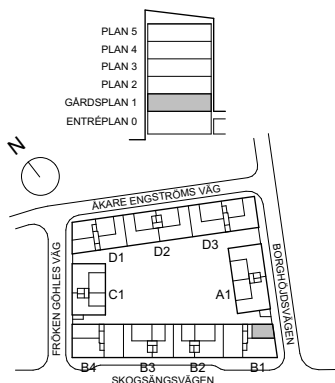 PLAN 5
PLAN 4
PLAN 3
PLAN 2
GÅRDSPLAN 1
ENTRÉPLAN 0
N
ÅKARE ENGSTRÖMS VÄG
D1
D2
D3
FRÖKEN GÖHLES VÄG
C1
A1
BORGHÖJDSVÄGEN
B4
B3
B2
B1
SKOGSÄNGSVÄGEN